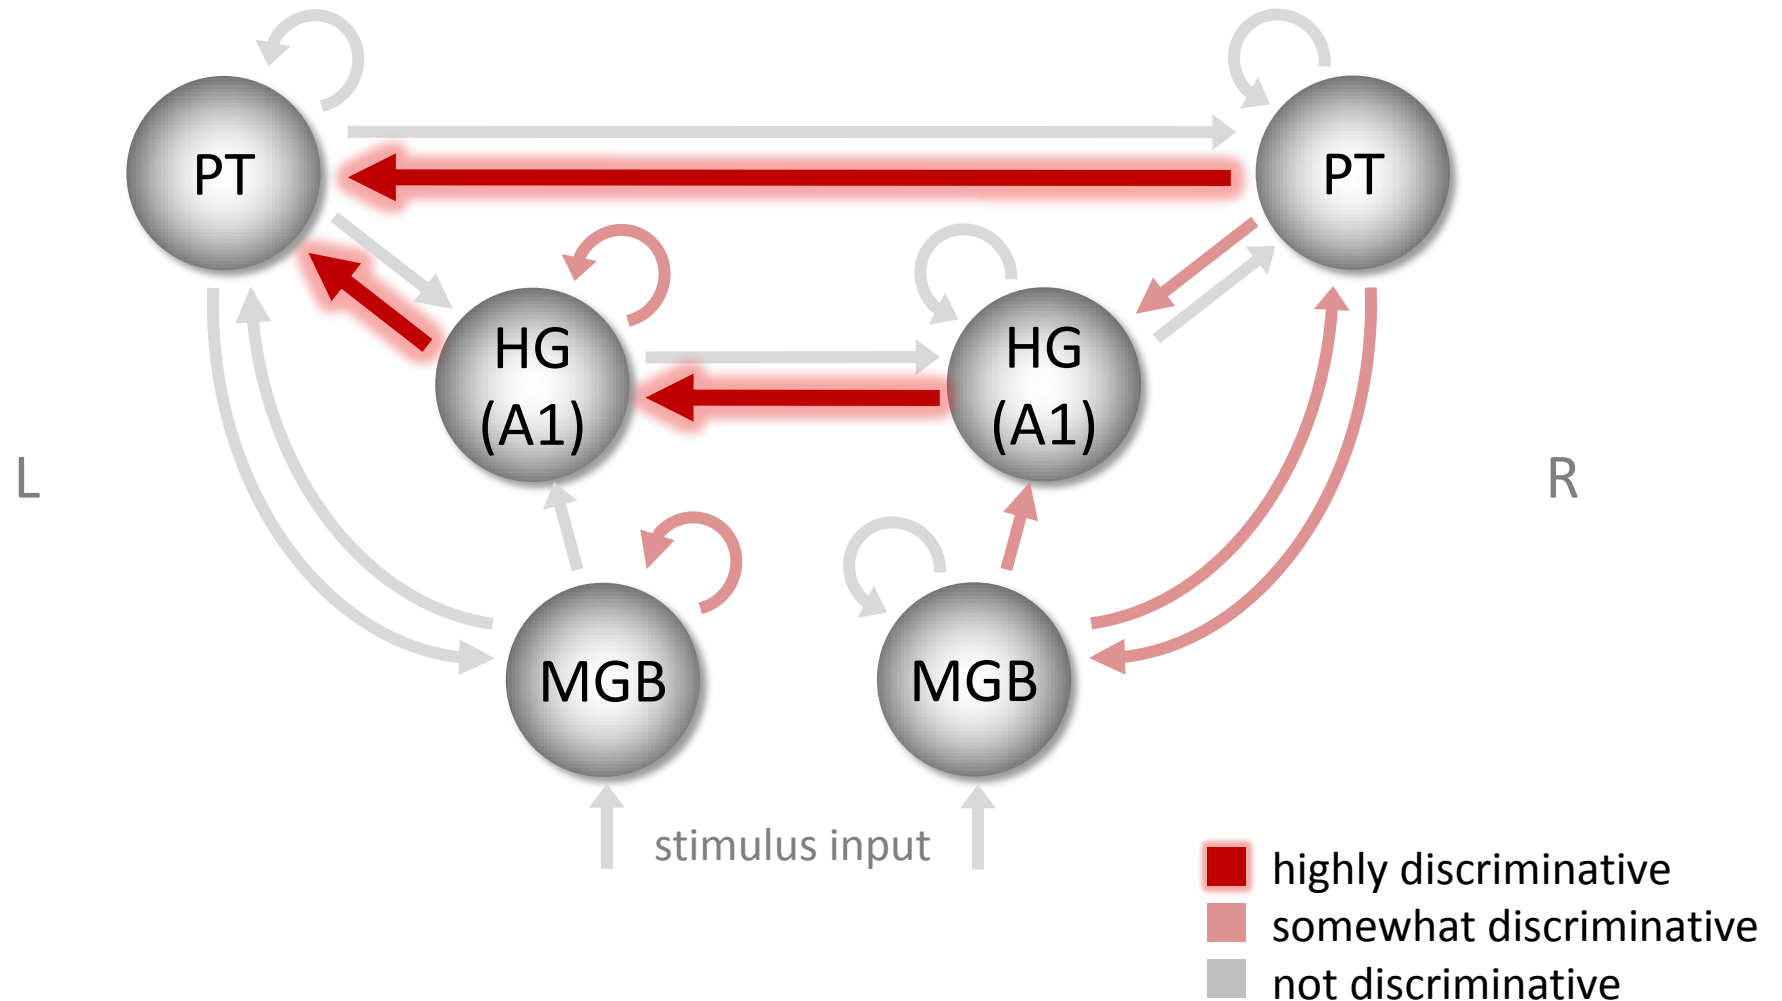 PT
PT
HG
(A1)
HG
(A1)
L
R
MGB
MGB
stimulus input
highly discriminative
somewhat discriminative
not discriminative